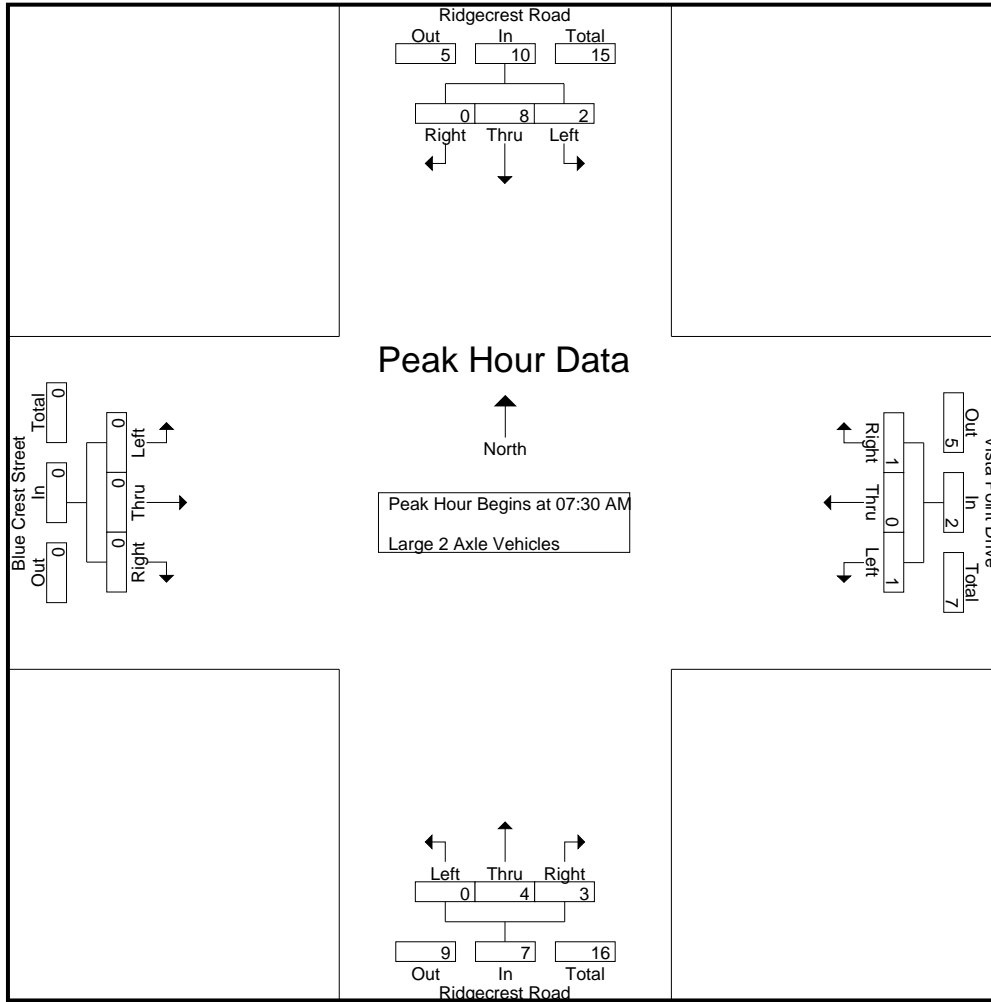 Ridgecrest Road
Out In Total
5 10 15
0 8 2
Right Thru Left
Peak Hour Data
North
Peak Hour Begins at 07:30 AM
Large 2 Axle Vehicles
Blue Crest Street
Total In Out
0 0 0
0 0 0
Left Thru Right
Vista Point Drive
Out In Total
5 2 7
1 0 1
Right Thru Left
Left Thru Right
0 4 3
9 7 16
Out In Total
Ridgecrest Road